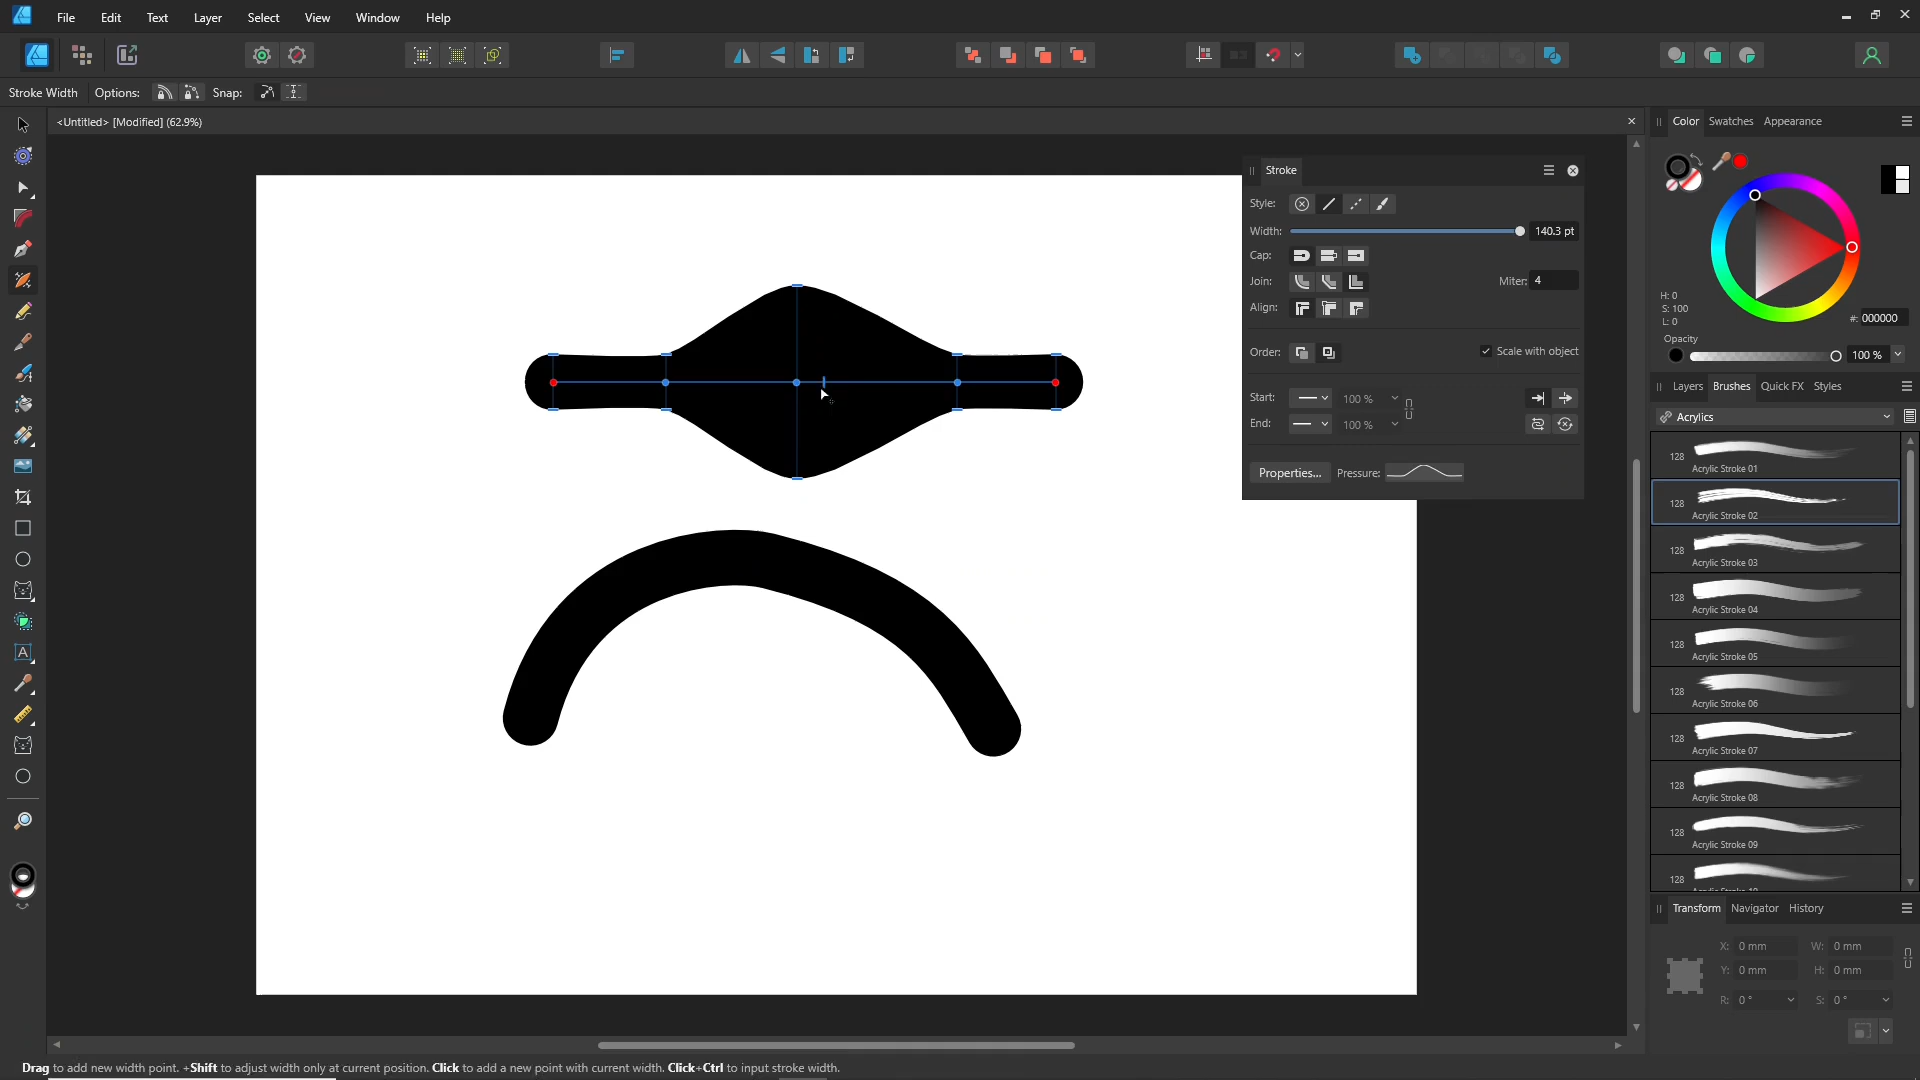 File Edit Text Layer Select View Window Help
Stroke Width Options: Snap:
<Untitled> [Modified] (62.9%)
Stroke
Style:
Width: 140.3 pt
Cap:
Join: Miter: 4
Align:
Order: Scale with object
Start: 100 %
End: 100 %
Properties... Pressure:
Color Swatches Appearance
H: 0
S: 100
L: 0
#: 000000
Opacity
100 %
Layers Brushes Quick FX Styles
Acrylics
128 Acrylic Stroke 01
128 Acrylic Stroke 02
128 Acrylic Stroke 03
128 Acrylic Stroke 04
128 Acrylic Stroke 05
128 Acrylic Stroke 06
128 Acrylic Stroke 07
128 Acrylic Stroke 08
128 Acrylic Stroke 09
128
Transform Navigator History
X: 0 mm W: 0 mm
Y: 0 mm H: 0 mm
R: 0 ° S: 0 °
A
Drag to add new width point. +Shift to adjust width only at current position. Click to add a new point with current width. Click+Ctrl to input stroke width.